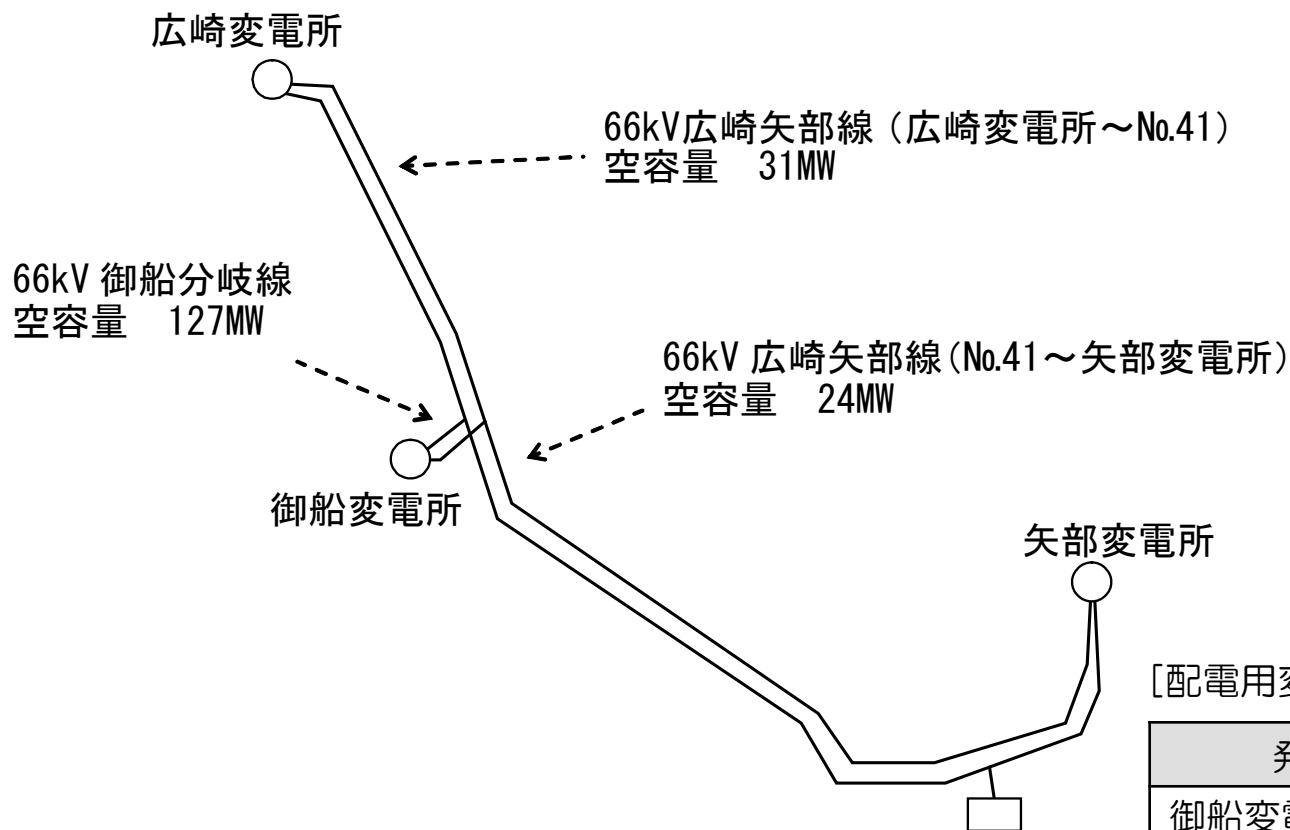 広崎変電所
66kV広崎矢部線（広崎変電所～No.41）
空容量　31MW
66kV 御船分岐線
空容量　127MW
66kV 広崎矢部線（No.41～矢部変電所）
空容量　24MW
御船変電所
矢部変電所
[配電用
御船変